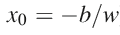 x₀ = −b/w